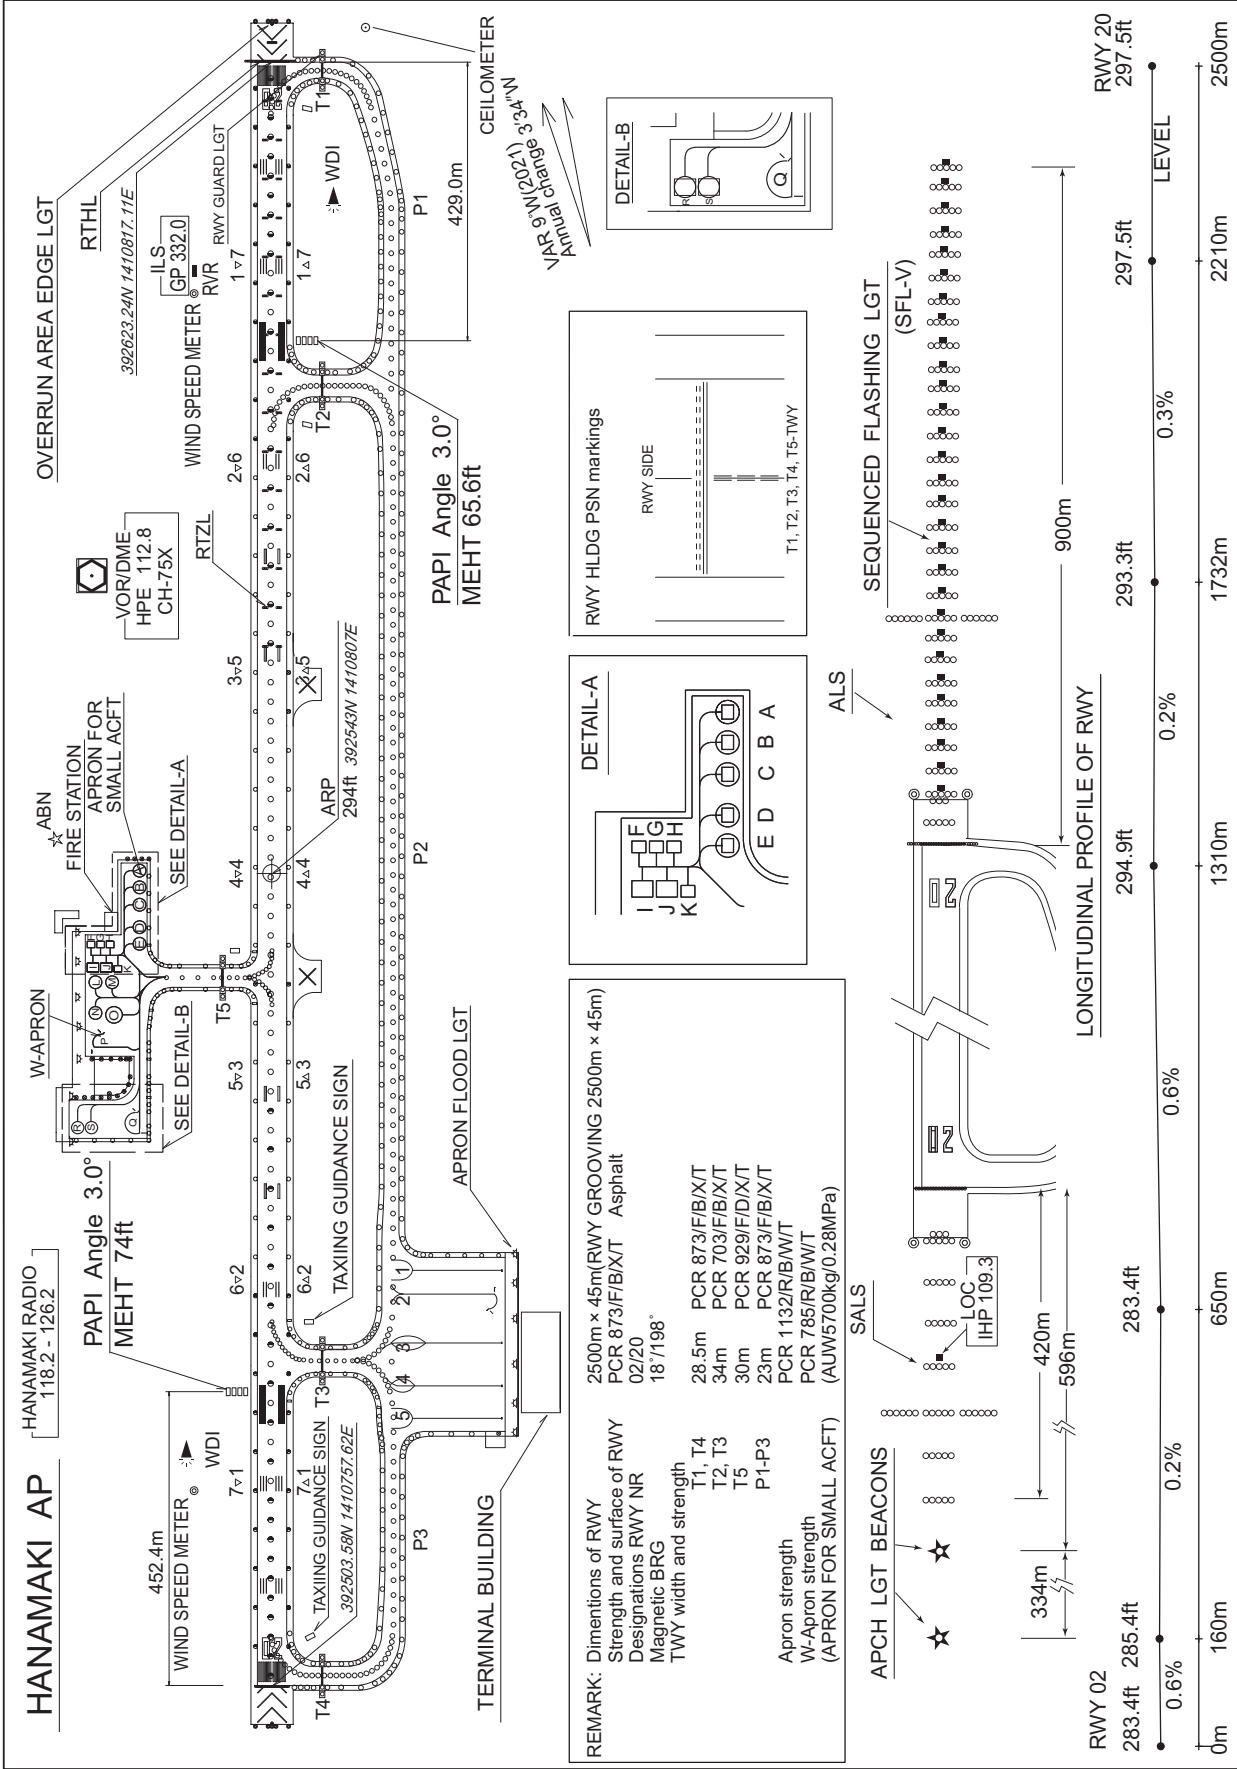 HANAMAKI AP
HANAMAKI RADIO
118.2 - 126.2
PAPI Angle 3.0°
MEHT 74ft
452.4m
WIND SPEED METER
WDI
W-APRON
SEE DETAIL-B
ABN
FIRE STATION
APRON FOR
SMALL ACFT
SEE DETAIL-A
R
S
Q
P
N
O
L
M
I
J
K
F
G
H
E
D
C
B
A
T5
VOR/DME
HPE 112.8
CH-75X
OVERRUN AREA EDGE LGT
RTHL
392623.24N 1410817.11E
ILS
GP 332.0
RVR
WIND SPEED METER
RWY GUARD LGT
RTZL
7▽1
6▽2
5▽3
4▽4
3▽5
2▽6
1▽7
7△1
6△2
5△3
4△4
3△5
2△6
1△7
02
20
TAXIING GUIDANCE SIGN
392503.58N 1410757.62E
TAXIING GUIDANCE SIGN
ARP
294ft 392543N 1410807E
T4
T3
T2
T1
WDI
P3
P2
P1
429.0m
CEILOMETER
PAPI Angle 3.0°
MEHT 65.6ft
5
4
3
2
1
APRON FLOOD LGT
TERMINAL BUILDING
VAR 9°W(2021)
Annual change 3'34"W
REMARK: Dimentions of RWY 2500m × 45m(RWY GROOVING 2500m × 45m)
Strength and surface of RWY PCR 873/F/B/X/T Asphalt
Designations RWY NR 02/20
Magnetic BRG 18°/198°
TWY width and strength
T1, T4 28.5m PCR 873/F/B/X/T
T2, T3 34m PCR 703/F/B/X/T
T5 30m PCR 929/F/D/X/T
P1-P3 23m PCR 873/F/B/X/T
Apron strength PCR 1132/R/B/W/T
W-Apron strength PCR 785/R/B/W/T
(APRON FOR SMALL ACFT) (AUW5700kg/0.28MPa)
DETAIL-A
I
J
K
F
G
H
E D C B A
RWY HLDG PSN markings
RWY SIDE
T1, T2, T3, T4, T5-TWY
DETAIL-B
R
S
Q
APCH LGT BEACONS
SALS
LOC
IHP 109.3
334m
420m
596m
02
20
ALS
SEQUENCED FLASHING LGT
(SFL-V)
900m
LONGITUDINAL PROFILE OF RWY
RWY 02
RWY 20
283.4ft 285.4ft 283.4ft 294.9ft 293.3ft 297.5ft 297.5ft
0.6% 0.2% 0.6% 0.2% 0.3% LEVEL
0m 160m 650m 1310m 1732m 2210m 2500m